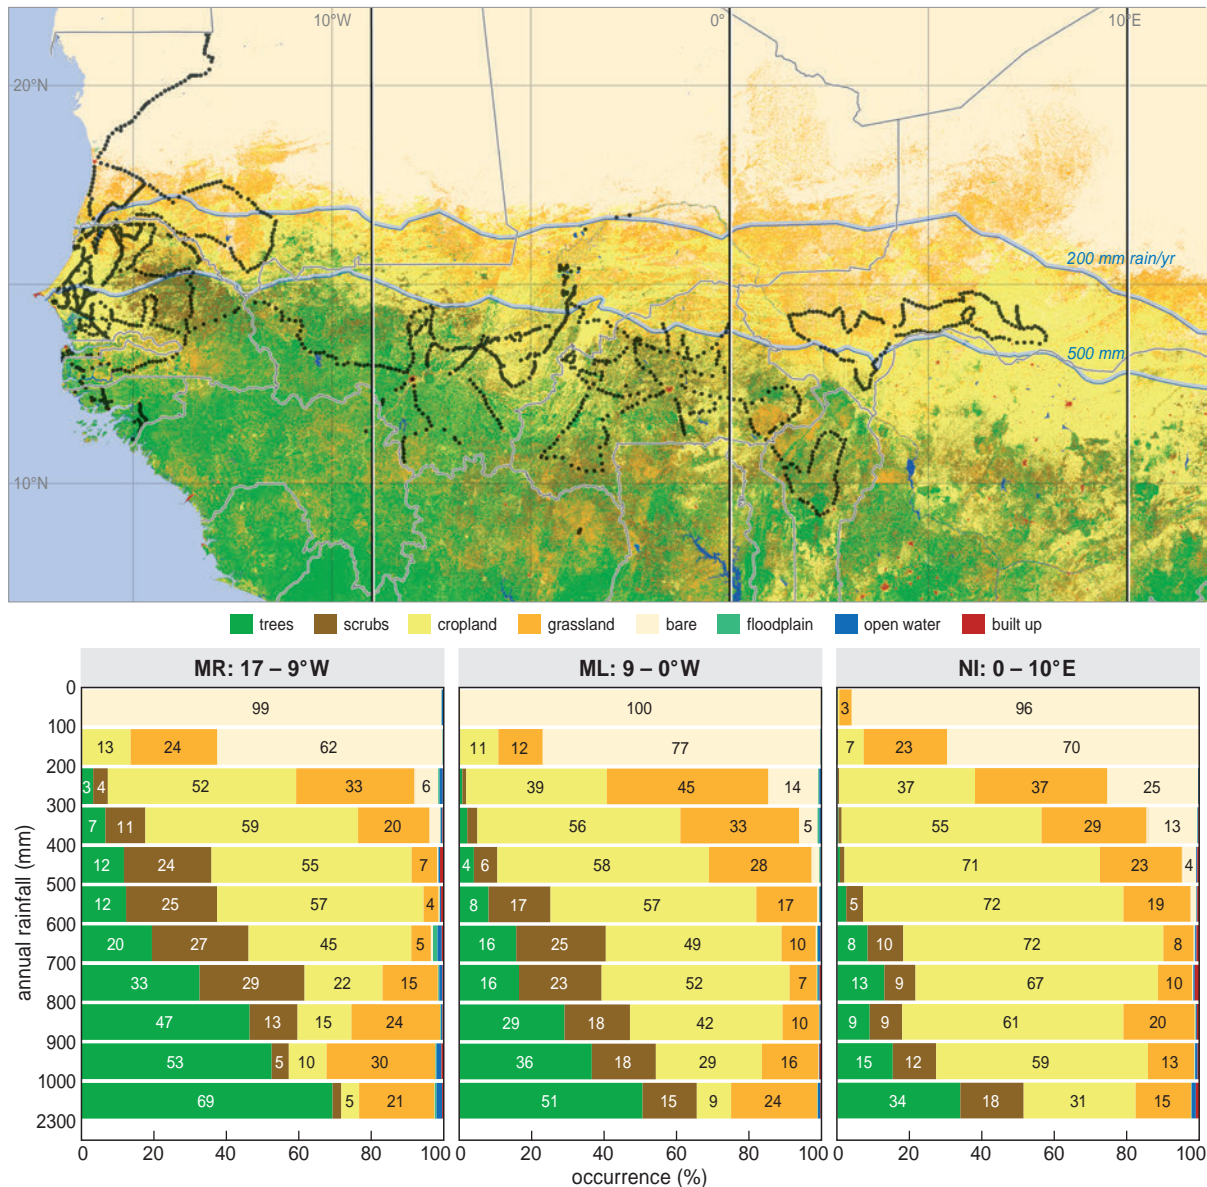 10°W 0° 10°E
20°N
200 mm rain/yr
500 mm
10°N
trees scrubs cropland grassland bare floodplain open water built up
MR: 17 – 9°W ML: 9 – 0°W NI: 0 – 10°E
annual rainfall (mm)
0
99 100 3 96
100
13 24 62 11 12 77 7 23 70
200
3 4 52 33 6 39 45 14 37 37 25
300
7 11 59 20 56 33 5 55 29 13
400
12 24 55 7 4 6 58 28 71 23 4
500
12 25 57 4 8 17 57 17 5 72 19
600
20 27 45 5 16 25 49 10 8 10 72 8
700
33 29 22 15 16 23 52 7 13 9 67 10
800
47 13 15 24 29 18 42 10 9 9 61 20
900
53 5 10 30 36 18 29 16 15 12 59 13
1000
69 5 21 51 15 9 24 34 18 31 15
2300
0 20 40 60 80 100 0 20 40 60 80 100 0 20 40 60 80 100
occurrence (%)